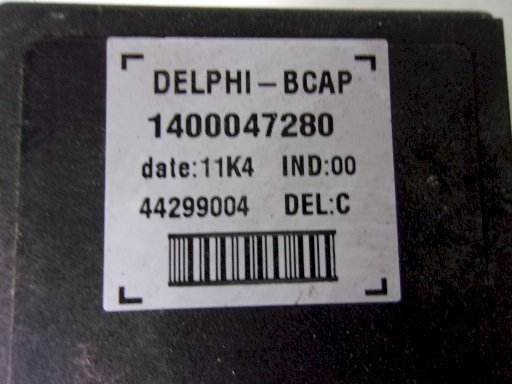 DELPHI – BCAP
1400047280
date:11K4 IND:00
44299004 DEL:C